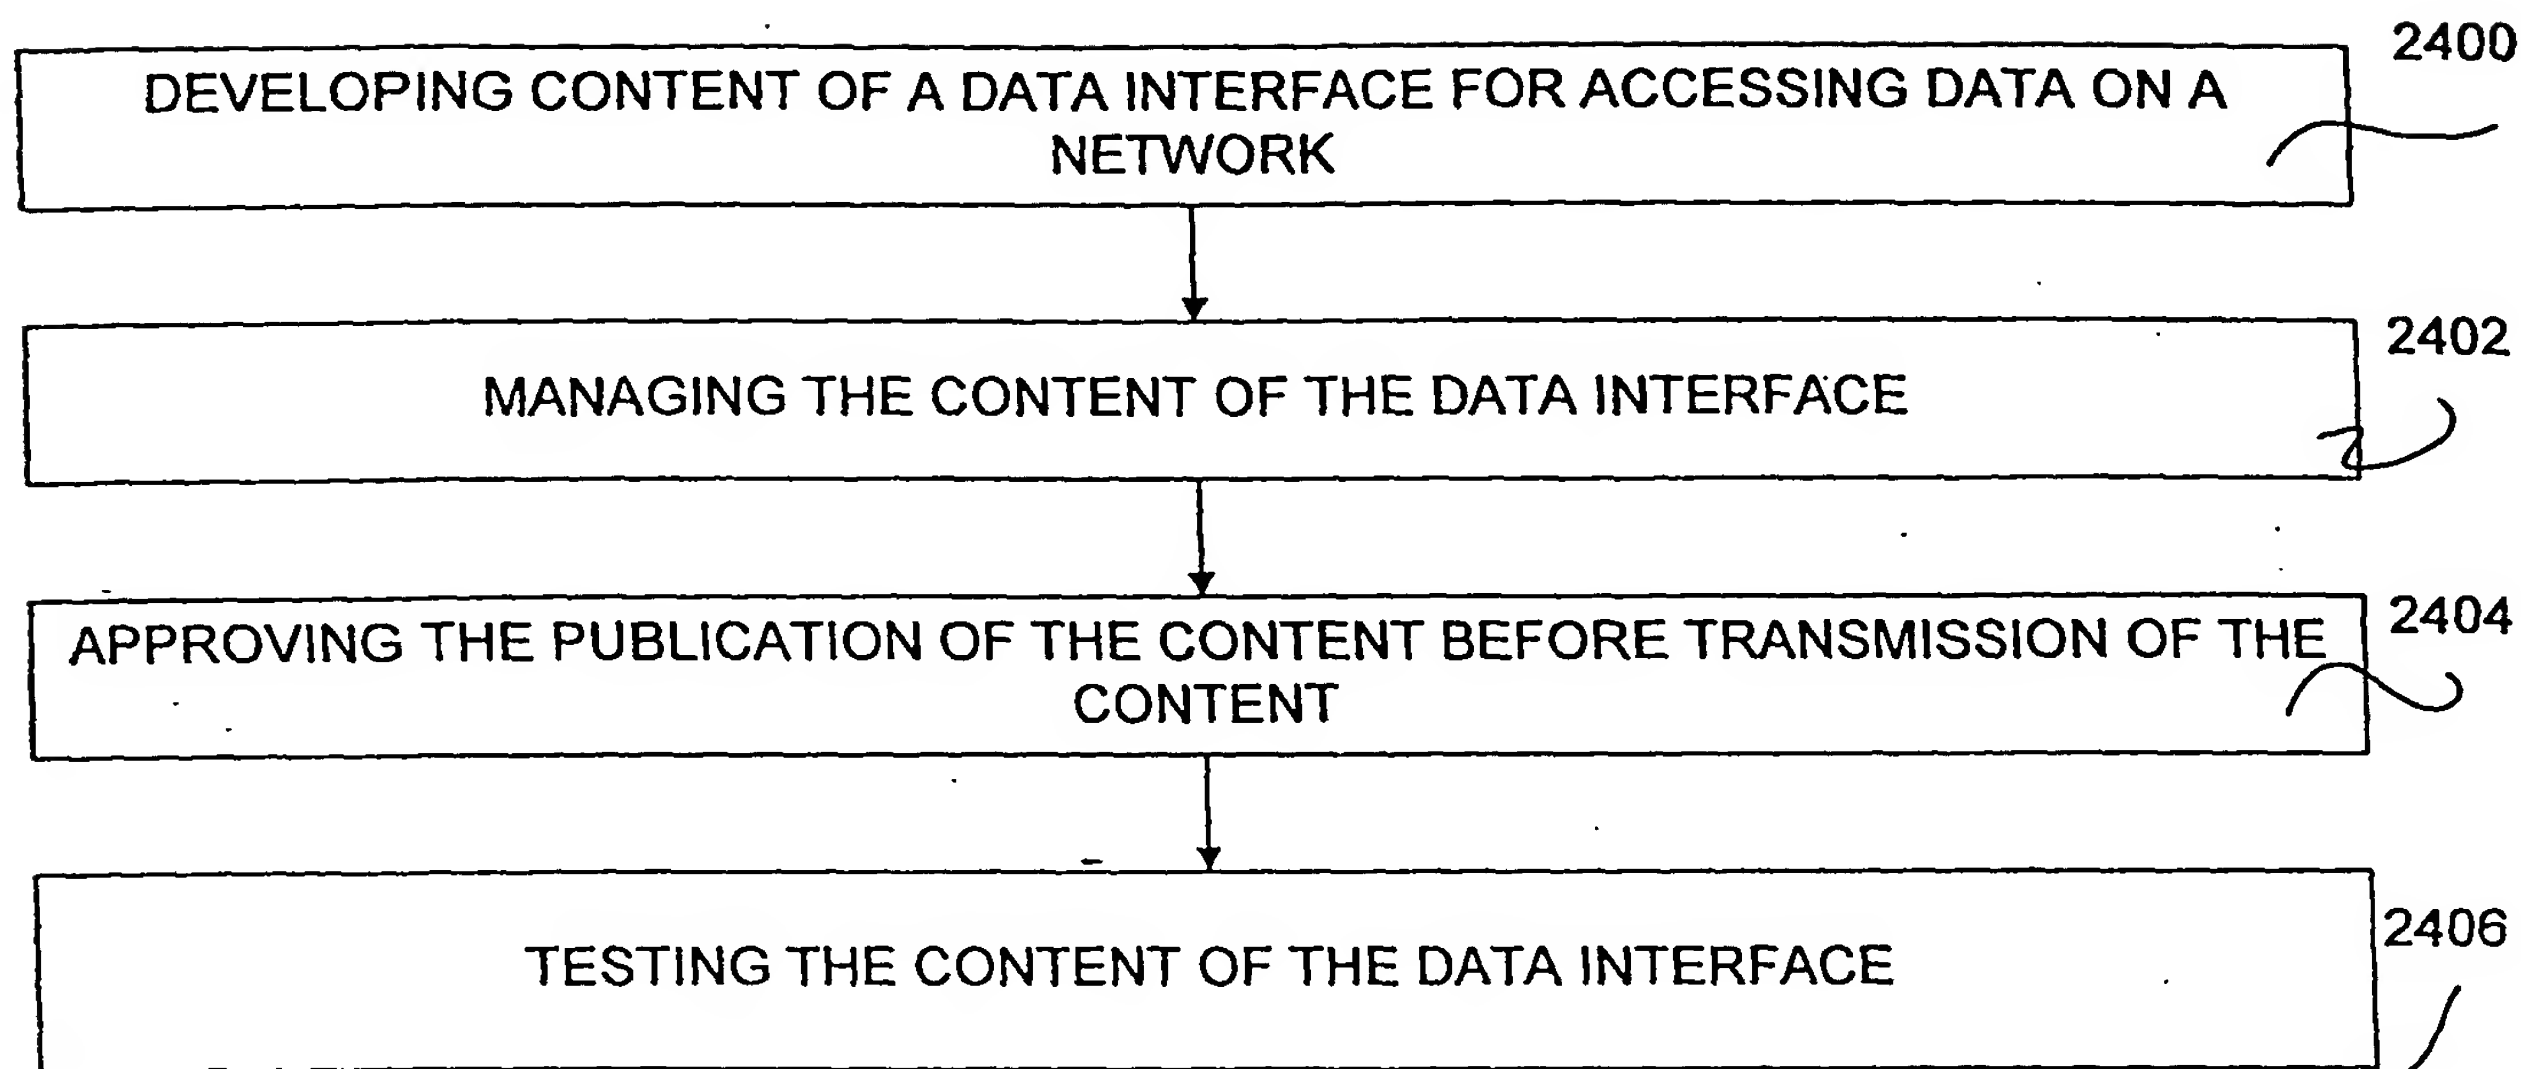 2400
DEVELOPING CONTENT OF A DATA INTERFACE FOR ACCESSING DATA ON A
NETWORK
2402
MANAGING THE CONTENT OF THE DATA INTERFACE
2404
APPROVING THE PUBLICATION OF THE CONTENT BEFORE TRANSMISSION OF THE
CONTENT
2406
TESTING THE CONTENT OF THE DATA INTERFACE